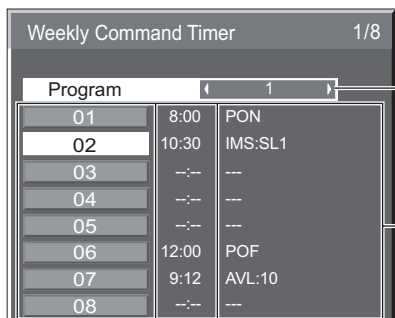 Weekly Command Timer 1/8
Program 1
01 8:00 PON
02 10:30 IMS:SL1
03 --:-- ---
04 --:-- ---
05 --:-- ---
06 12:00 POF
07 9:12 AVL:10
08 --:-- ---